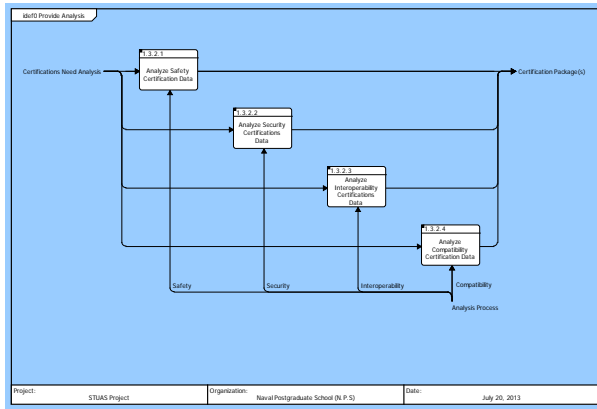 idef0 Provide Analysis
1.3.2.1
Certifications Need Analysis
Analyze Safety
Certification Data
Certification Package(s)
1.3.2.2
Analyze Security
Certifications
Data
1.3.2.3
Analyze
Interoperability
Certifications
Data
1.3.2.4
Analyze
Compatibility
Certification Data
Safety
Security
Interoperability
Compatibility
Analysis Process
Project:
STUAS Project
Organization:
Naval Postgraduate School (N.P.S)
Date:
July 20, 2013